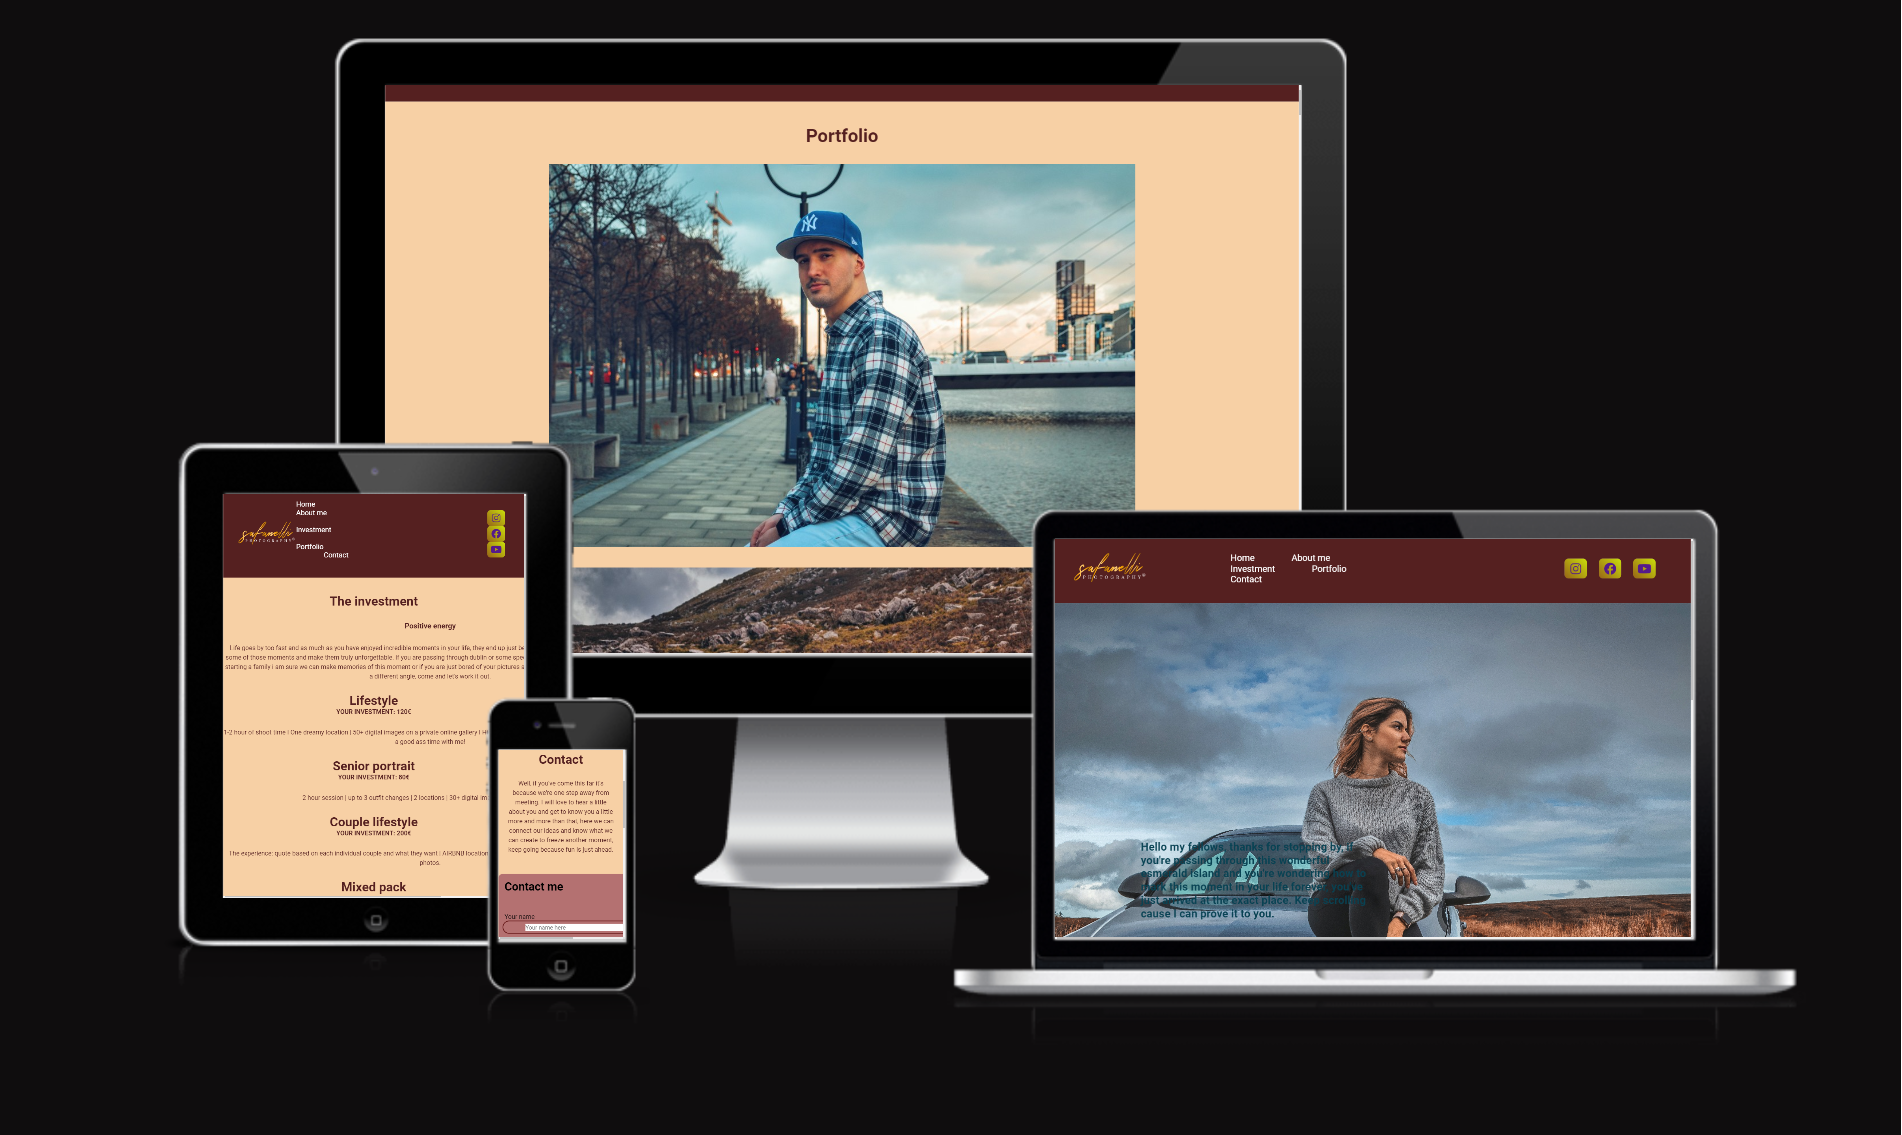 Portfolio
NY
Home
About me
Investment
Portfolio
Contact
safanelli
PHOTOGRAPHY
The investment
Positive energy
Life goes by too fast and as much as you have enjoyed incredible moments in your life, they end up just be
some of those moments and make them truly unforgettable. If you are passing through dublin or some spe
starting a family I am sure we can make memories of this moment or if you are just bored of your pictures a
a different angle, come and let's work it out.
Lifestyle
YOUR INVESTMENT: 120€
1-2 hour of shoot time | One dreamy location | 50+ digital images on a private online gallery | H
a good ass time with me!
Senior portrait
YOUR INVESTMENT: 80€
2 hour session | up to 3 outfit changes | 2 locations | 30+ digital im
Couple lifestyle
YOUR INVESTMENT: 200€
The experience: quote based on each individual couple and what they want | AIRBNB location
photos.
Mixed pack
Contact
Well, if you've come this far it's
because we're one step away from
meeting. I will love to hear a little
about you and get to know you a little
more and more than that, here we can
connect our ideas and know what we
can create to freeze another moment,
keep going because fun is just ahead.
Contact me
Your name
Your name here
safanelli
PHOTOGRAPHY
Home About me
Investment Portfolio
Contact
Hello my fellows, thanks for stopping by, if
you're passing through this wonderful
esmerald island and you're wondering how to
mark this moment in your life forever, you've
just arrived at the exact place. Keep scrolling
cause I can prove it to you.